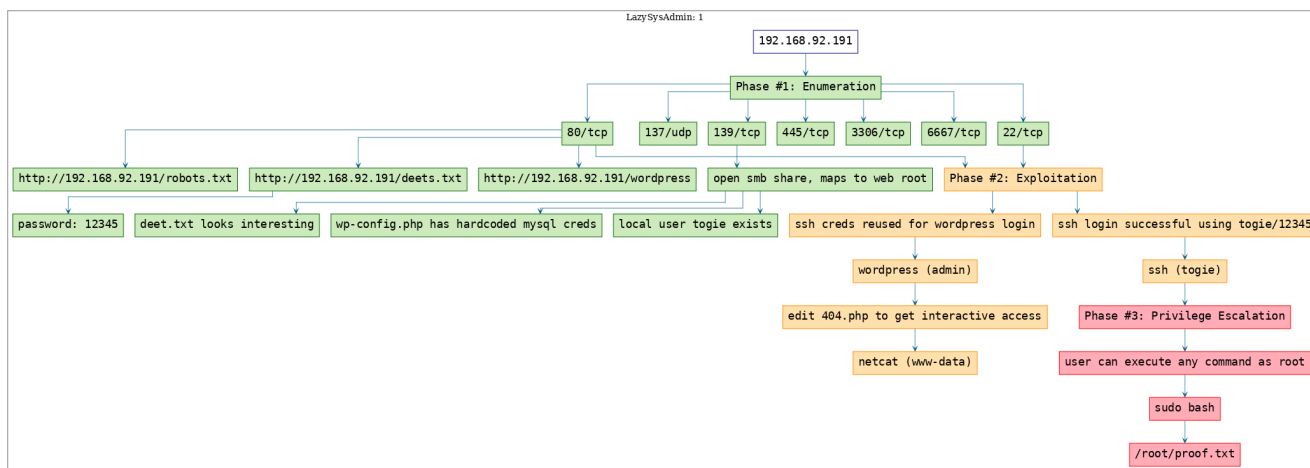 LazySysAdmin: 1
192.168.92.191
Phase #1: Enumeration
80/tcp
137/udp
139/tcp
445/tcp
3306/tcp
6667/tcp
22/tcp
http://192.168.92.191/robots.txt
http://192.168.92.191/deets.txt
http://192.168.92.191/wordpress
open smb share, maps to web root
Phase #2: Exploitation
password: 12345
deet.txt looks interesting
wp-config.php has hardcoded mysql creds
local user togie exists
ssh creds reused for wordpress login
ssh login successful using togie/12345
wordpress (admin)
ssh (togie)
edit 404.php to get interactive access
Phase #3: Privilege Escalation
netcat (www-data)
user can execute any command as root
sudo bash
/root/proof.txt